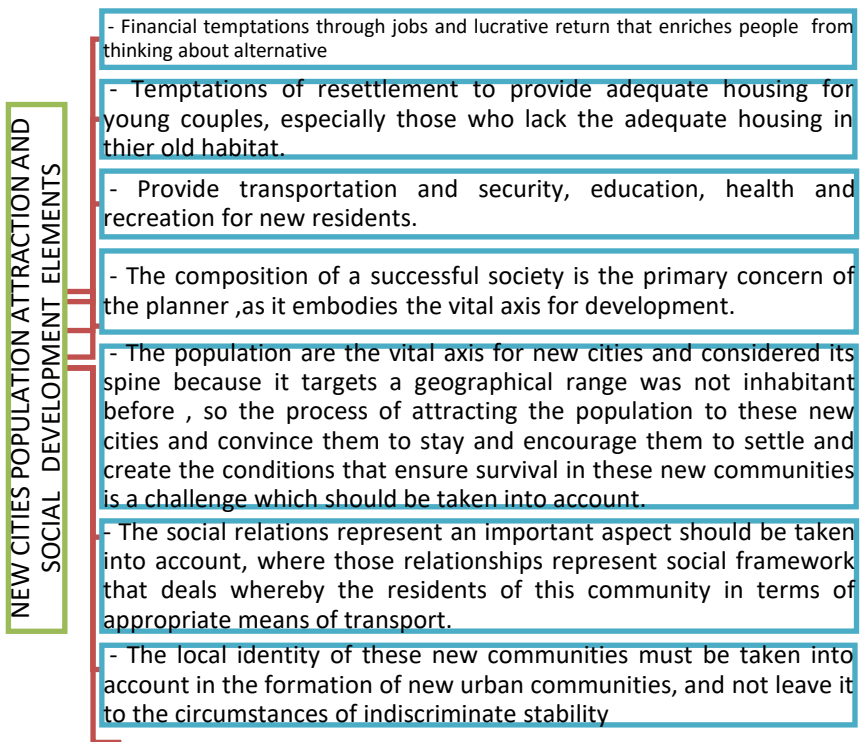 NEW CITIES POPULATION ATTRACTION AND
SOCIAL DEVELOPMENT ELEMENTS
- Financial temptations through jobs and lucrative return that enriches people from
thinking about alternative
- Temptations of resettlement to provide adequate housing for
young couples, especially those who lack the adequate housing in
thier old habitat.
- Provide transportation and security, education, health and
recreation for new residents.
- The composition of a successful society is the primary concern of
the planner ,as it embodies the vital axis for development.
- The population are the vital axis for new cities and considered its
spine because it targets a geographical range was not inhabitant
before , so the process of attracting the population to these new
cities and convince them to stay and encourage them to settle and
create the conditions that ensure survival in these new communities
is a challenge which should be taken into account.
- The social relations represent an important aspect should be taken
into account, where those relationships represent social framework
that deals whereby the residents of this community in terms of
appropriate means of transport.
- The local identity of these new communities must be taken into
account in the formation of new urban communities, and not leave it
to the circumstances of indiscriminate stability